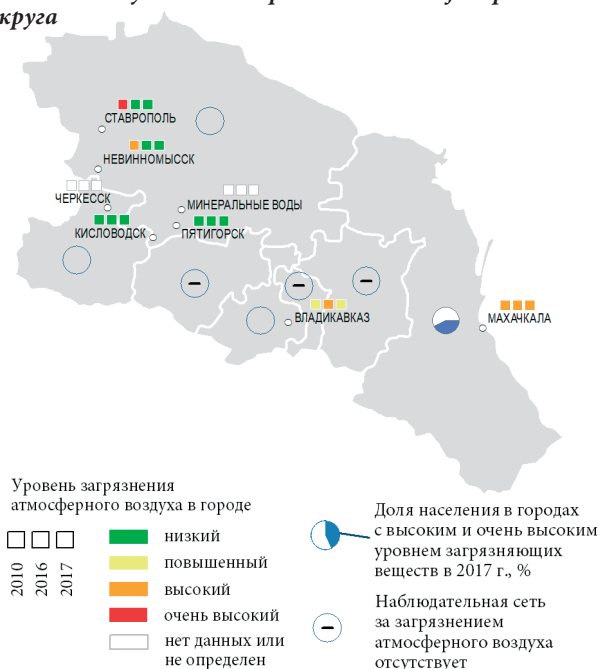 круга
СТАВРОПОЛЬ
НЕВИННОМЫССК
ЧЕРКЕССК
МИНЕРАЛЬНЫЕ ВОДЫ
КИСЛОВОДСК
ПЯТИГОРСК
ВЛАДИКАВКАЗ
МАХАЧКАЛА
Уровень загрязнения
атмосферного воздуха в городе
2010
2016
2017
низкий
повышенный
высокий
очень высокий
нет данных или
не определен
Доля населения в городах
с высоким и очень высоким
уровнем загрязняющих
веществ в 2017 г., %
Наблюдательная сеть
за загрязнением
атмосферного воздуха
отсутствует